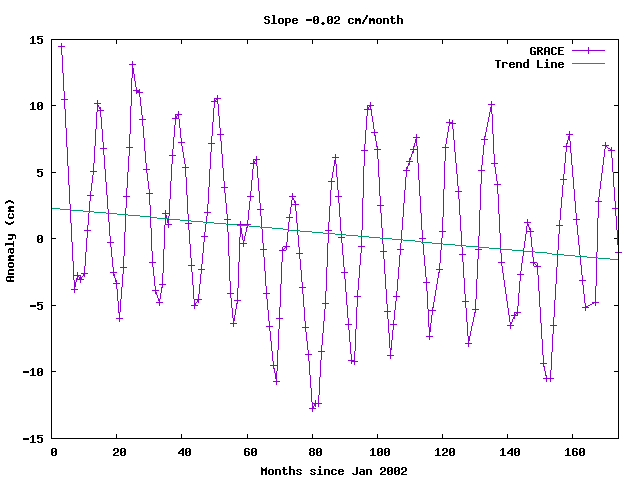 Slope -0.02 cm/month
GRACE
Trend Line
Anomaly (cm)
15
10
5
0
-5
-10
-15
0 20 40 60 80 100 120 140 160
Months since Jan 2002